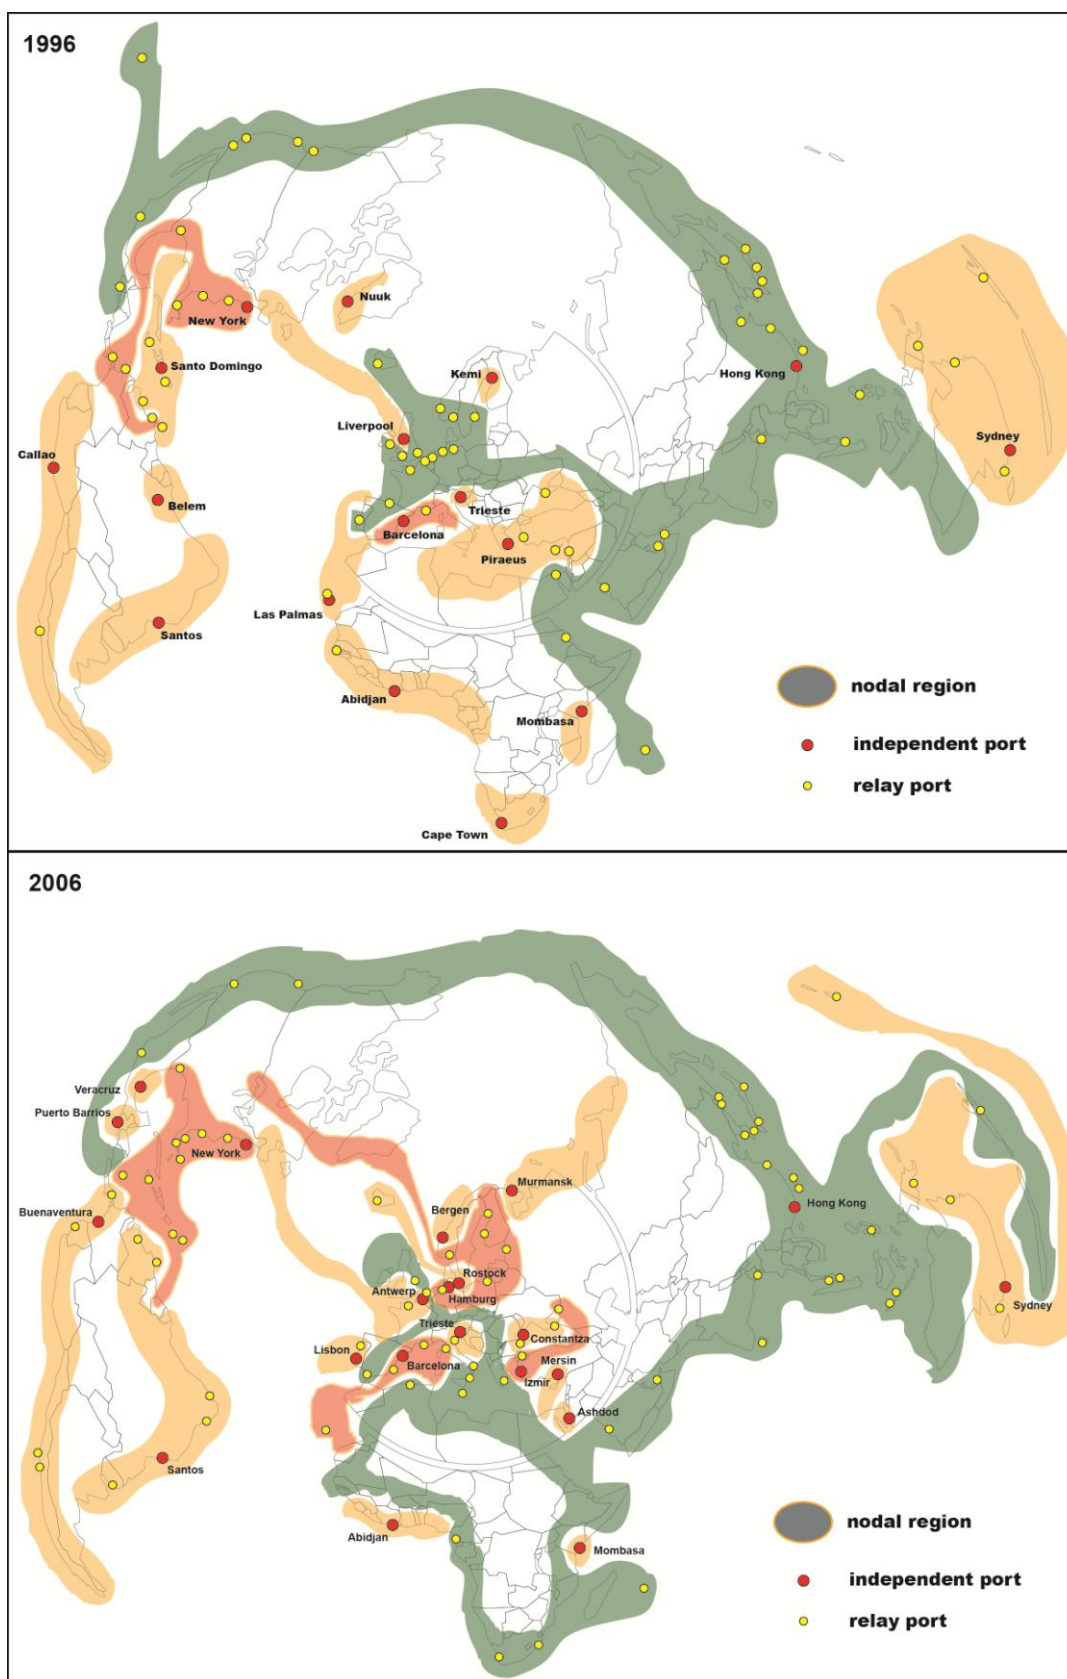 1996
New York
Nuuk
Santo Domingo
Kemi
Hong Kong
Liverpool
Sydney
Callao
Belem
Trieste
Barcelona
Piraeus
Las Palmas
Santos
Abidjan
Mombasa
Cape Town
nodal region
independent port
relay port
2006
Veracruz
Puerto Barrios
New York
Murmansk
Buenaventura
Bergen
Hong Kong
Rostock
Antwerp
Hamburg
Sydney
Trieste
Constantza
Lisbon
Barcelona
Mersin
Izmir
Ashdod
Santos
Abidjan
Mombasa
nodal region
independent port
relay port